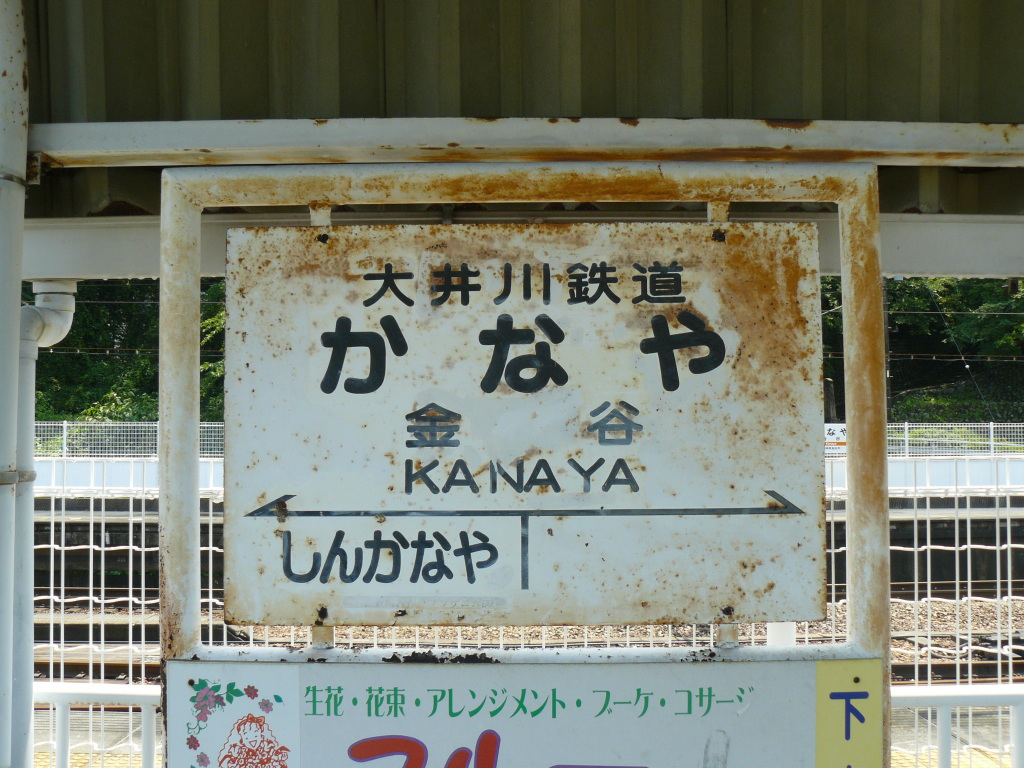 大井川鉄道
かなや
金谷
KANAYA
しんかなや
生花・花束・アレンジメント・ブーケ・コサージ
下